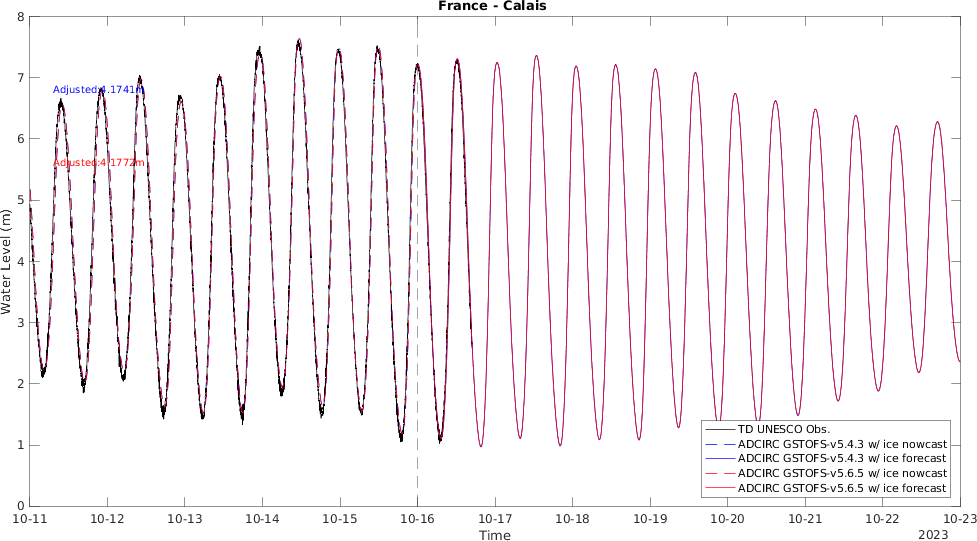 France - Calais
8
7
6
5
4
3
2
1
0
Water Level (m)
Adjusted:4.1741m
Adjusted:4.1772m
TD UNESCO Obs.
ADCIRC GSTOFS-v5.4.3 w/ ice nowcast
ADCIRC GSTOFS-v5.4.3 w/ ice forecast
ADCIRC GSTOFS-v5.6.5 w/ ice nowcast
ADCIRC GSTOFS-v5.6.5 w/ ice forecast
10-11 10-12 10-13 10-14 10-15 10-16 10-17 10-18 10-19 10-20 10-21 10-22 10-23
Time
2023